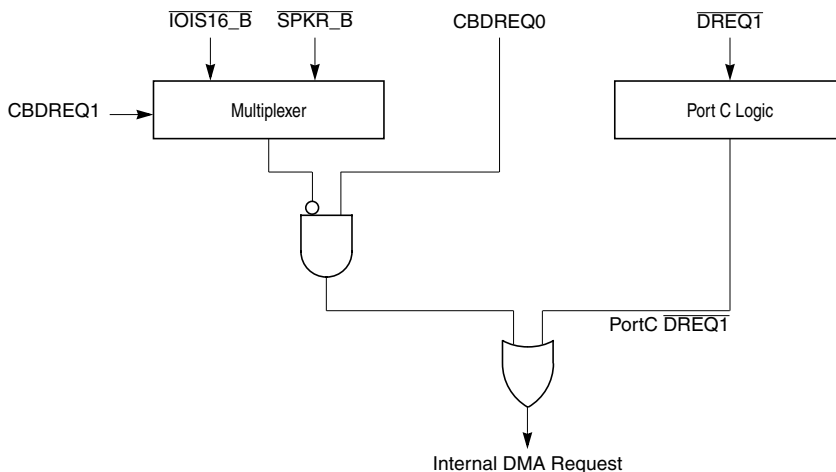 IOIS16_B SPKR_B CBDREQ0 DREQ1
CBDREQ1 Multiplexer Port C Logic
PortC DREQ1
Internal DMA Request